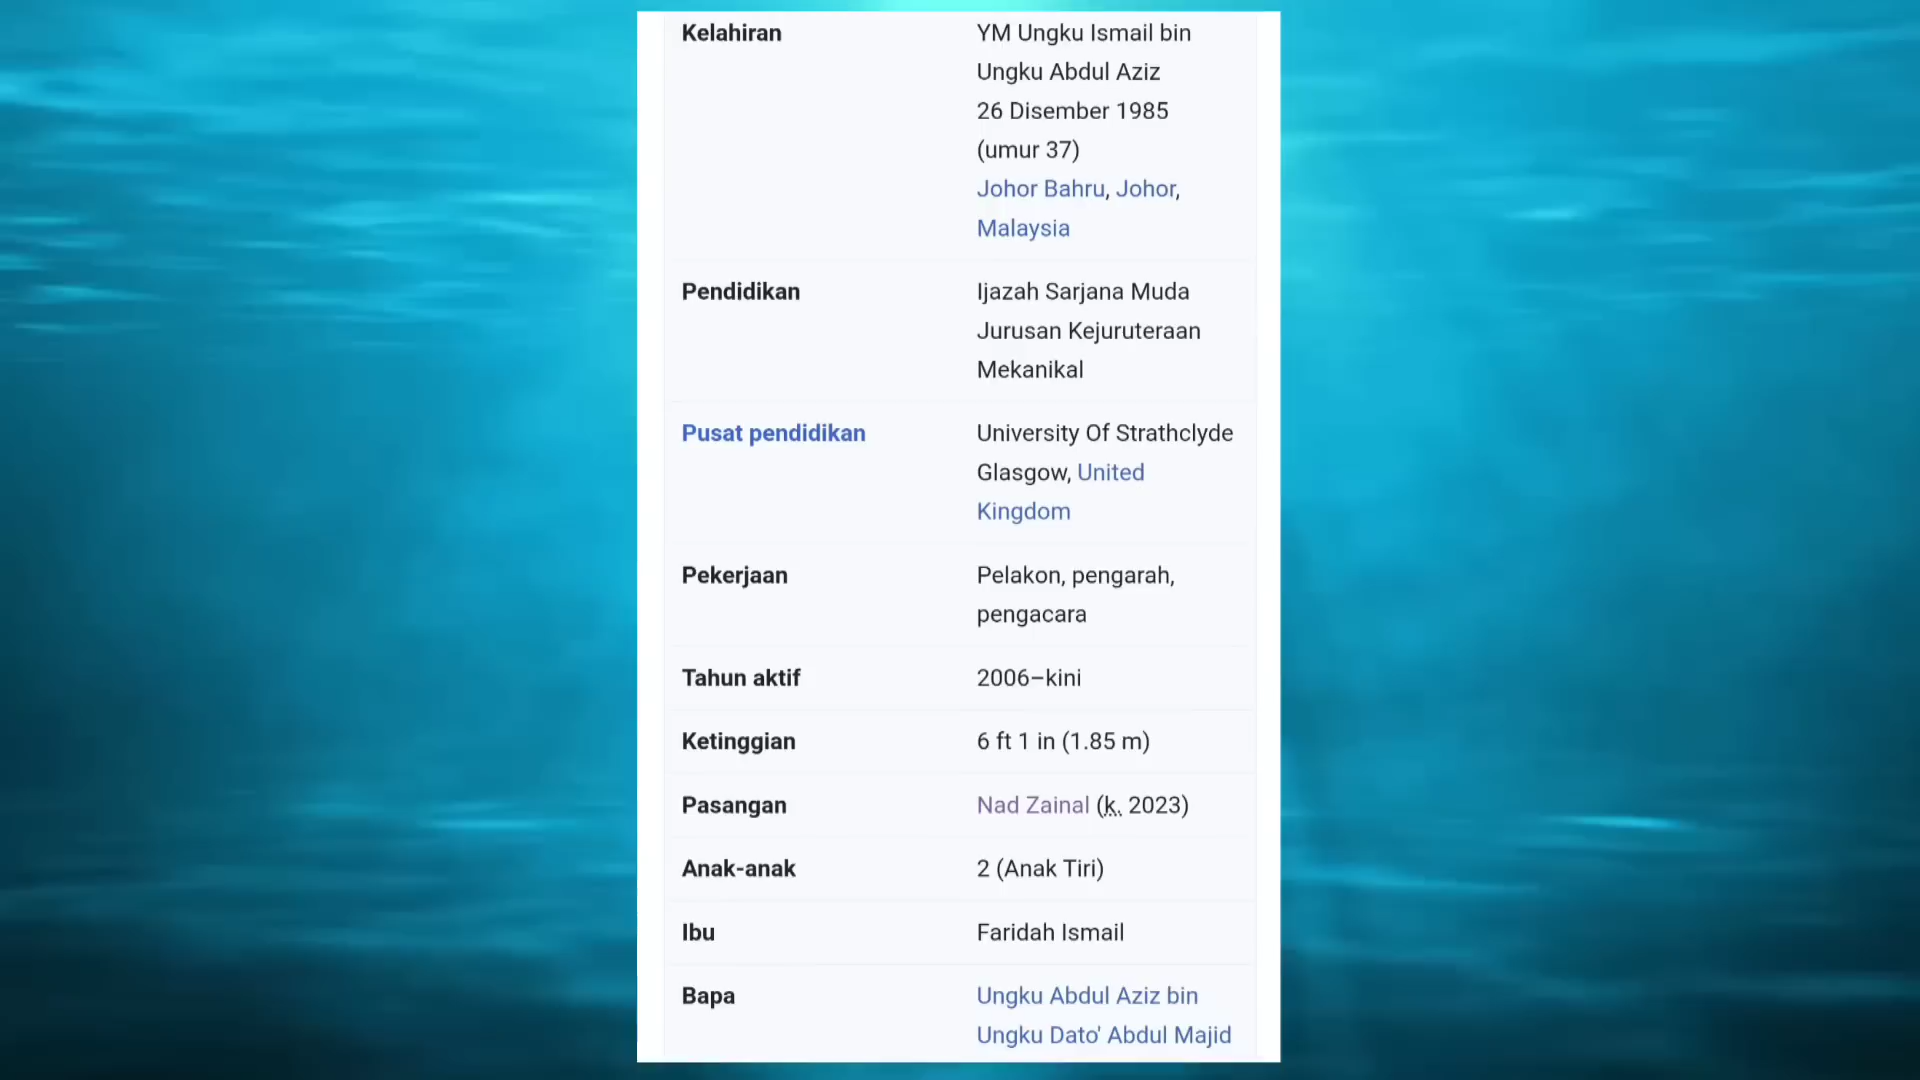 Kelahiran YM Ungku Ismail bin
Ungku Abdul Aziz
26 Disember 1985
(umur 37)
Johor Bahru, Johor,
Malaysia
Pendidikan Ijazah Sarjana Muda
Jurusan Kejuruteraan
Mekanikal
Pusat pendidikan University Of Strathclyde
Glasgow, United
Kingdom
Pekerjaan Pelakon, pengarah,
pengacara
Tahun aktif 2006–kini
Ketinggian 6 ft 1 in (1.85 m)
Pasangan Nad Zainal (k. 2023)
Anak-anak 2 (Anak Tiri)
Ibu Faridah Ismail
Bapa Ungku Abdul Aziz bin
Ungku Dato' Abdul Majid